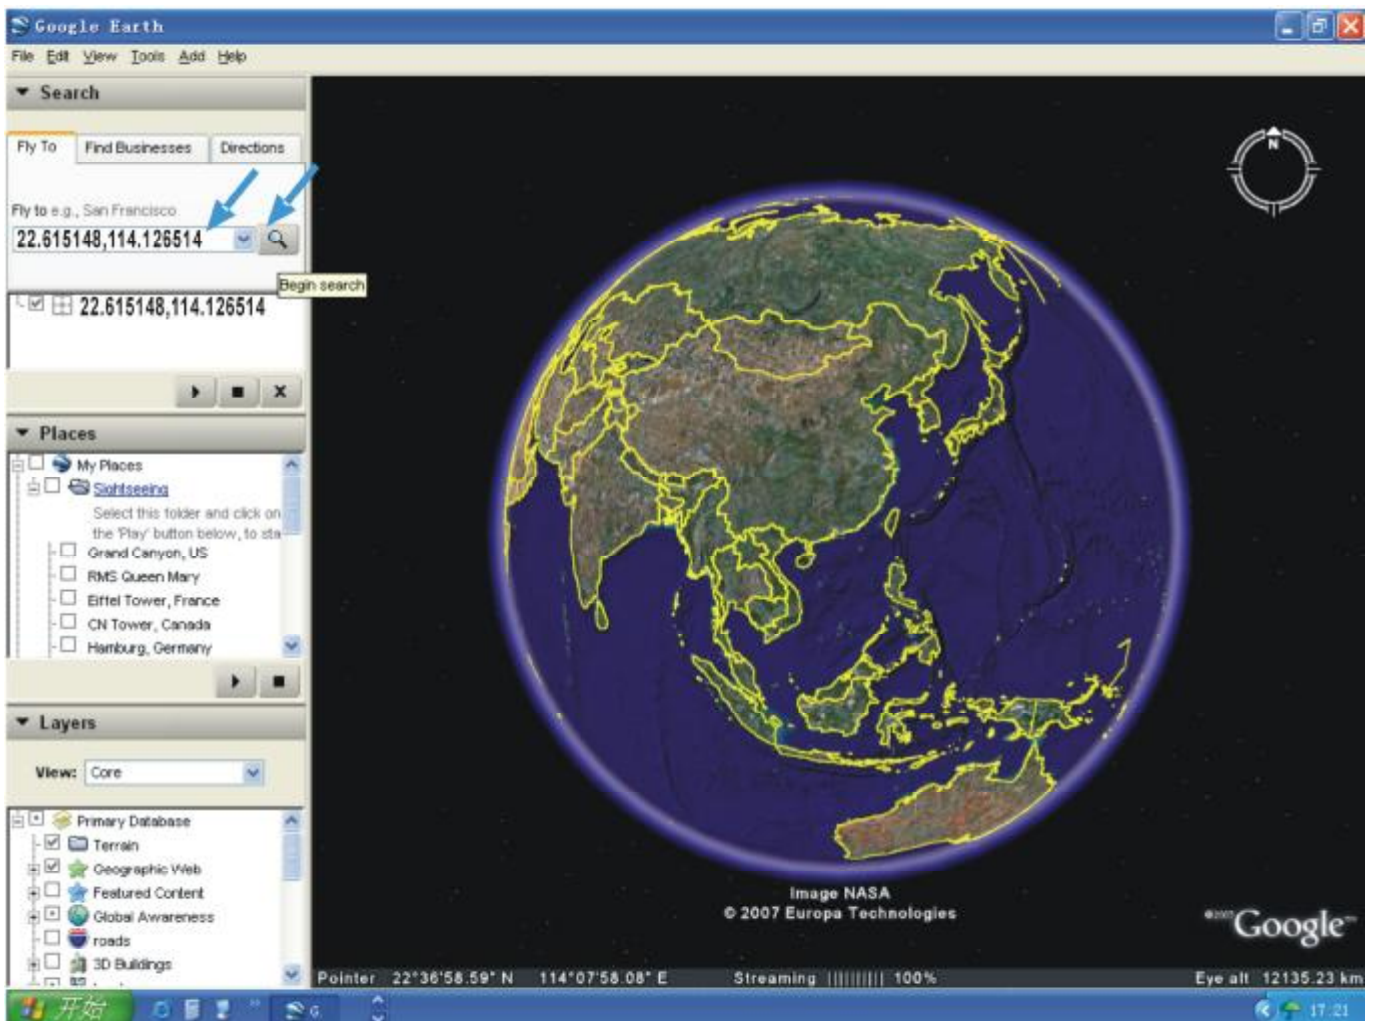 Google Earth
File Edit View Tools Add Help
Search
Fly To Find Businesses Directions
Fly to e.g., San Francisco
22.615148,114.126514
Begin search
22.615148,114.126514
Places
My Places
Sightseeing
Select this folder and click on
the 'Play' button below, to sta
Grand Canyon, US
RMS Queen Mary
Eiffel Tower, France
CN Tower, Canada
Hamburg, Germany
Layers
View: Core
Primary Database
Terrain
Geographic Web
Featured Content
Global Awareness
roads
3D Buildings
N
Image NASA
© 2007 Europa Technologies
©2007 Google™
Pointer 22°36'58.59" N 114°07'58.08" E Streaming |||||||||| 100% Eye alt 12135.23 km
开始 G. 17:21